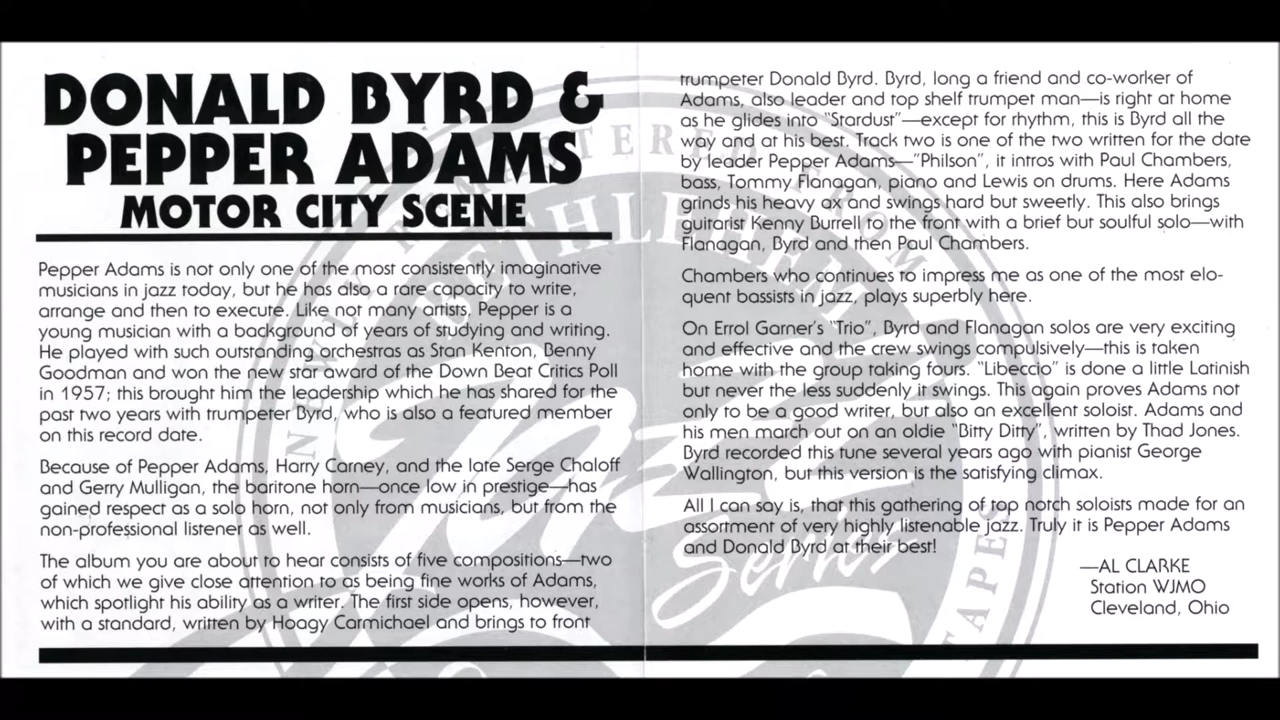 DONALD BYRD &
PEPPER ADAMS
MOTOR CITY SCENE
Pepper Adams is not only one of the most consistently imaginative
musicians in jazz today, but he has also a rare capacity to write,
arrange and then to execute. Like not many artists, Pepper is a
young musician with a background of years of studying and writing.
He played with such outstanding orchestras as Stan Kenton, Benny
Goodman and won the new star award of the Down Beat Critics Poll
in 1957; this brought him the leadership which he has shared for the
past two years with trumpeter Byrd, who is also a featured member
on this record date.
Because of Pepper Adams, Harry Carney, and the late Serge Chaloff
and Gerry Mulligan, the baritone horn—once low in prestige—has
gained respect as a solo horn, not only from musicians, but from the
non-professional listener as well.
The album you are about to hear consists of five compositions—two
of which we give close attention to as being fine works of Adams,
which spotlight his ability as a writer. The first side opens, however,
with a standard, written by Hoagy Carmichael and brings to front
trumpeter Donald Byrd. Byrd, long a friend and co-worker of
Adams, also leader and top shelf trumpet man—is right at home
as he glides into "Stardust"—except for rhythm, this is Byrd all the
way and at his best. Track two is one of the two written for the date
by leader Pepper Adams—"Philson", it intros with Paul Chambers,
bass, Tommy Flanagan, piano and Lewis on drums. Here Adams
grinds his heavy ax and swings hard but sweetly. This also brings
guitarist Kenny Burrell to the front with a brief but soulful solo—with
Flanagan, Byrd and then Paul Chambers.
Chambers who continues to impress me as one of the most elo-
quent bassists in jazz, plays superbly here.
On Errol Garner's "Trio", Byrd and Flanagan solos are very exciting
and effective and the crew swings compulsively—this is taken
home with the group taking fours. "Libeccio" is done a little Latinish
but never the less suddenly it swings. This again proves Adams not
only to be a good writer, but also an excellent soloist. Adams and
his men march out on an oldie "Bitty Ditty", written by Thad Jones.
Byrd recorded this tune several years ago with pianist George
Wallington, but this version is the satisfying climax.
All I can say is, that this gathering of top notch soloists made for an
assortment of very highly listenable jazz. Truly it is Pepper Adams
and Donald Byrd at their best!
—AL CLARKE
Station WJMO
Cleveland, Ohio
NEWLY REMASTERED FROM
BETHLEHEM
TAPES
Jazz
Series